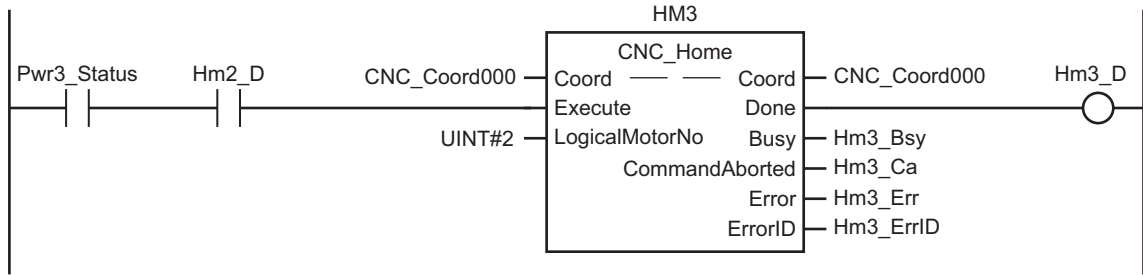 HM3
CNC_Home
Pwr3_Status Hm2_D CNC_Coord000 Coord Coord CNC_Coord000 Hm3_D
Execute Done
UINT#2 LogicalMotorNo Busy Hm3_Bsy
CommandAborted Hm3_Ca
Error Hm3_Err
ErrorID Hm3_ErrID